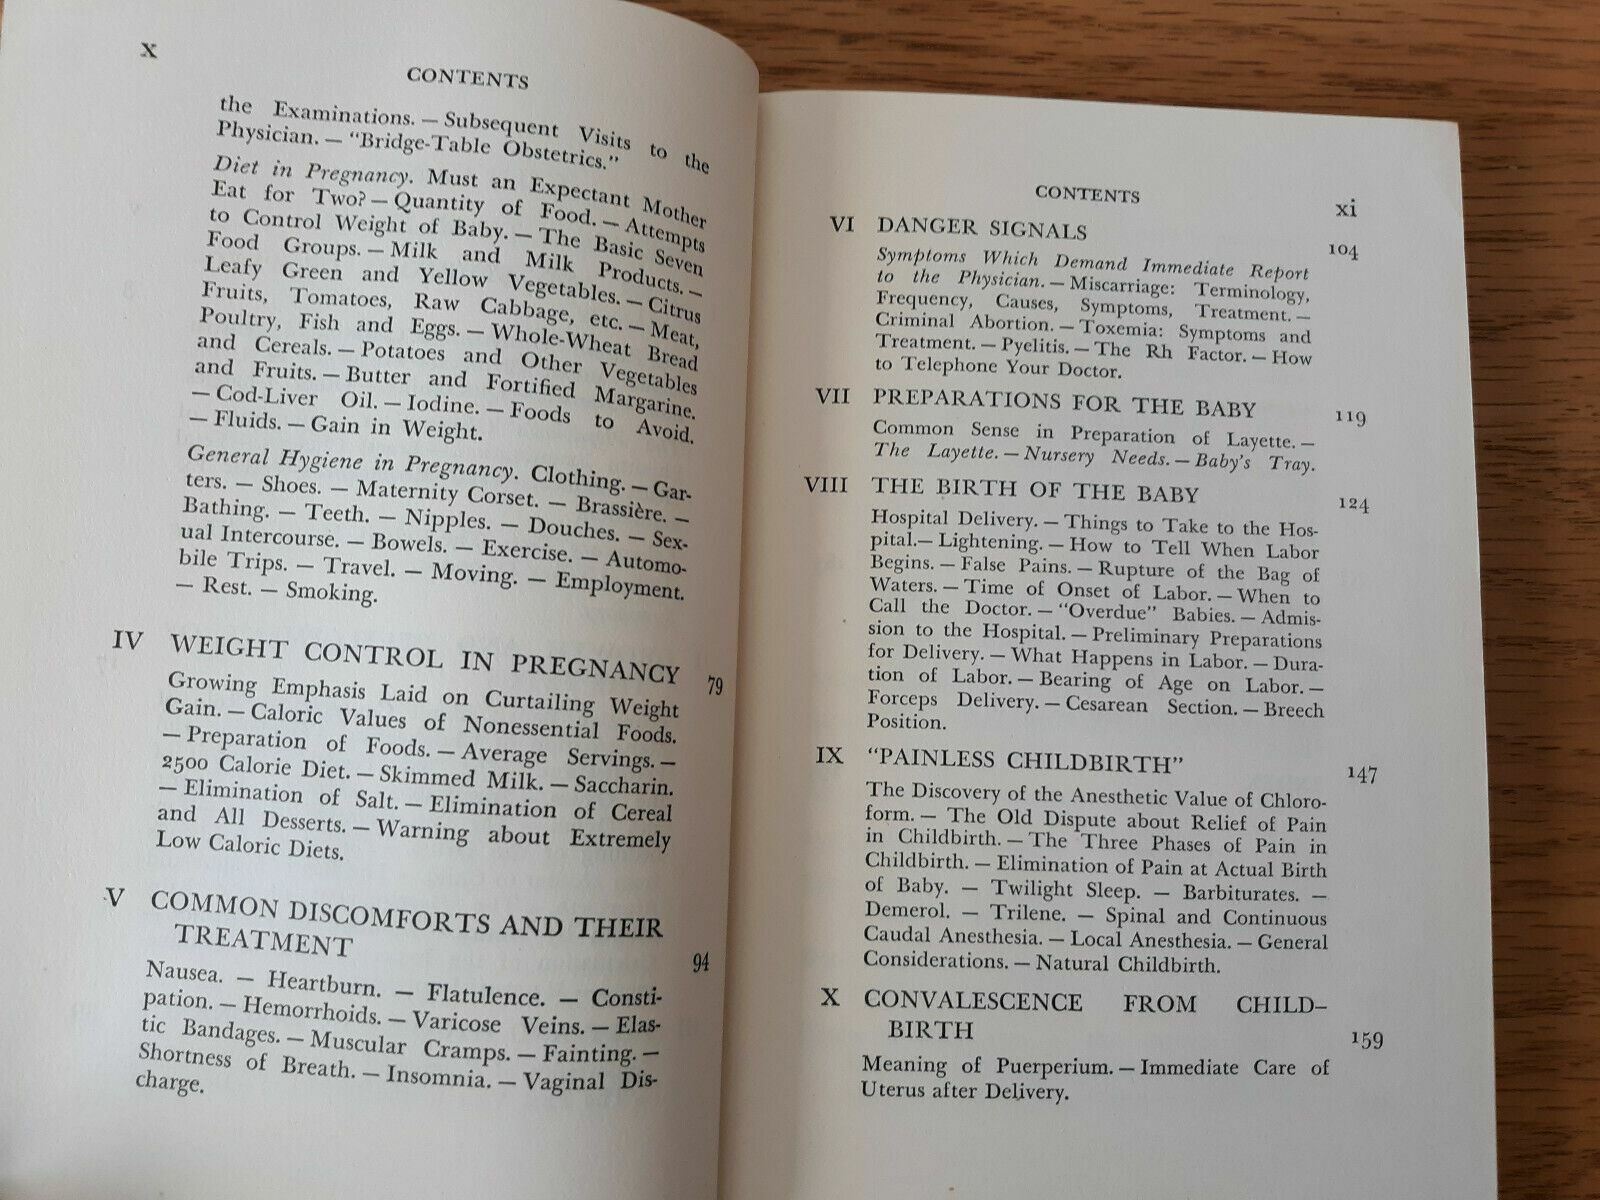 x
CONTENTS
the Examinations. — Subsequent Visits to the
Physician. — "Bridge-Table Obstetrics."
Diet in Pregnancy. Must an Expectant Mother
Eat for Two? — Quantity of Food. — Attempts
to Control Weight of Baby. — The Basic Seven
Food Groups. — Milk and Milk Products. —
Leafy Green and Yellow Vegetables. — Citrus
Fruits, Tomatoes, Raw Cabbage, etc. — Meat,
Poultry, Fish and Eggs. — Whole-Wheat Bread
and Cereals. — Potatoes and Other Vegetables
and Fruits. — Butter and Fortified Margarine.
— Cod-Liver Oil. — Iodine. — Foods to Avoid.
— Fluids. — Gain in Weight.
General Hygiene in Pregnancy. Clothing. — Gar-
ters. — Shoes. — Maternity Corset. — Brassière. —
Bathing. — Teeth. — Nipples. — Douches. — Sex-
ual Intercourse. — Bowels. — Exercise. — Automo-
bile Trips. — Travel. — Moving. — Employment.
— Rest. — Smoking.
IV WEIGHT CONTROL IN PREGNANCY 79
Growing Emphasis Laid on Curtailing Weight
Gain. — Caloric Values of Nonessential Foods.
— Preparation of Foods. — Average Servings. —
2500 Calorie Diet. — Skimmed Milk. — Saccharin.
— Elimination of Salt. — Elimination of Cereal
and All Desserts. — Warning about Extremely
Low Caloric Diets.
V COMMON DISCOMFORTS AND THEIR
TREATMENT 94
Nausea. — Heartburn. — Flatulence. — Consti-
pation. — Hemorrhoids. — Varicose Veins. — Elas-
tic Bandages. — Muscular Cramps. — Fainting. —
Shortness of Breath. — Insomnia. — Vaginal Dis-
charge.
CONTENTS xi
VI DANGER SIGNALS 104
Symptoms Which Demand Immediate Report
to the Physician. — Miscarriage: Terminology,
Frequency, Causes, Symptoms, Treatment. —
Criminal Abortion. — Toxemia: Symptoms and
Treatment. — Pyelitis. — The Rh Factor. — How
to Telephone Your Doctor.
VII PREPARATIONS FOR THE BABY 119
Common Sense in Preparation of Layette. —
The Layette. — Nursery Needs. — Baby's Tray.
VIII THE BIRTH OF THE BABY 124
Hospital Delivery. — Things to Take to the Hos-
pital.— Lightening. — How to Tell When Labor
Begins. — False Pains. — Rupture of the Bag of
Waters. — Time of Onset of Labor. — When to
Call the Doctor. — "Overdue" Babies. — Admis-
sion to the Hospital. — Preliminary Preparations
for Delivery. — What Happens in Labor. — Dura-
tion of Labor. — Bearing of Age on Labor. —
Forceps Delivery. — Cesarean Section. — Breech
Position.
IX "PAINLESS CHILDBIRTH" 147
The Discovery of the Anesthetic Value of Chloro-
form. — The Old Dispute about Relief of Pain
in Childbirth. — The Three Phases of Pain in
Childbirth. — Elimination of Pain at Actual Birth
of Baby. — Twilight Sleep. — Barbiturates. —
Demerol. — Trilene. — Spinal and Continuous
Caudal Anesthesia. — Local Anesthesia. — General
Considerations. — Natural Childbirth.
X CONVALESCENCE FROM CHILD-
BIRTH 159
Meaning of Puerperium. — Immediate Care of
Uterus after Delivery.